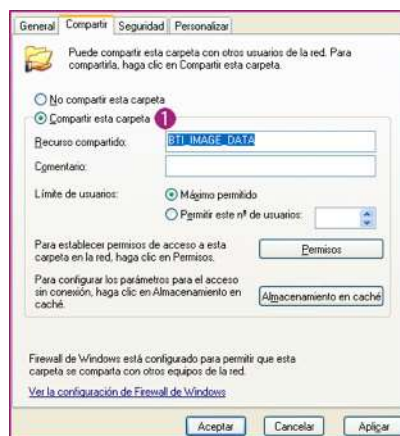 General Compartir Seguridad Personalizar
Puede compartir esta carpeta con otros usuarios de la red. Para
compartirla, haga clic en Compartir esta carpeta.
No compartir esta carpeta
Compartir esta carpeta 1
Recurso compartido: BTI_IMAGE_DATA
Comentario:
Límite de usuarios: Máximo permitido
Permitir este nº de usuarios:
Para establecer permisos de acceso a esta
carpeta en la red, haga clic en Permisos.
Permisos
Para configurar los parámetros para el acceso
sin conexión, haga clic en Almacenamiento en
caché.
Almacenamiento en caché
Firewall de Windows está configurado para permitir que esta
carpeta se comparta con otros equipos de la red.
Ver la configuración de Firewall de Windows
Aceptar Cancelar Aplicar